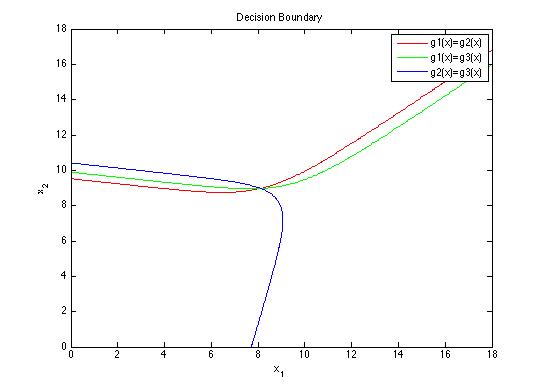 Decision Boundary
18
16
14
12
10
8
6
4
2
0
x2
g1(x)=g2(x)
g1(x)=g3(x)
g2(x)=g3(x)
0 2 4 6 8 10 12 14 16 18
x1